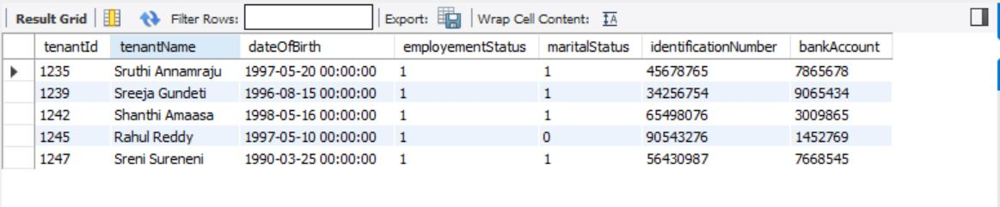 Result Grid Filter Rows: Export: Wrap Cell Content: IA
tenantId tenantName dateOfBirth employementStatus maritalStatus identificationNumber bankAccount
1235 Sruthi Annamraju 1997-05-20 00:00:00 1 1 45678765 7865678
1239 Sreeja Gundeti 1996-08-15 00:00:00 1 1 34256754 9065434
1242 Shanthi Amaasa 1998-05-16 00:00:00 1 1 65498076 3009865
1245 Rahul Reddy 1997-05-10 00:00:00 1 0 90543276 1452769
1247 Sreni Sureneni 1990-03-25 00:00:00 1 1 56430987 7668545